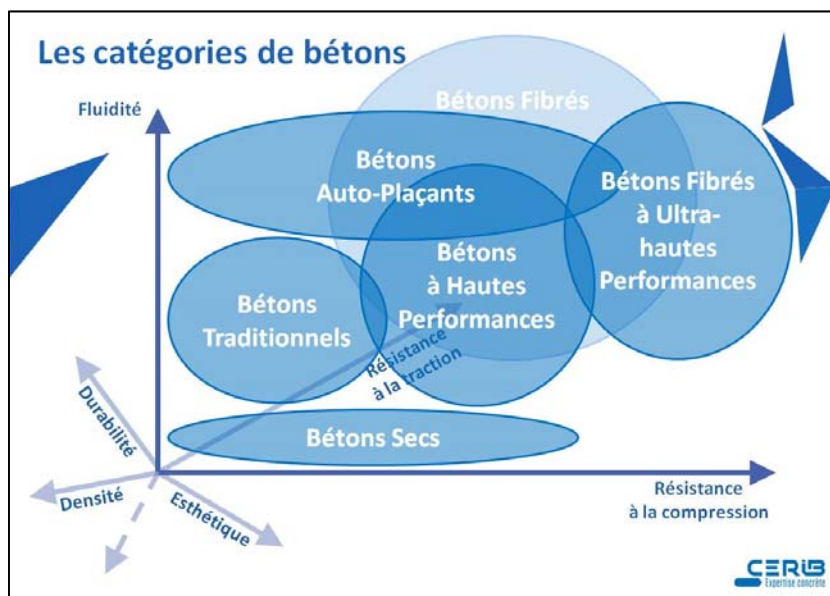 Les catégories de bétons
Fluidité
Bétons Fibrés
Bétons
Auto-Plaçants
Bétons Fibrés
à Ultra-
hautes
Performances
Bétons
à Hautes
Performances
Bétons
Traditionnels
Résistance
à la traction
Bétons Secs
Durabilité
Densité
Esthétique
Résistance
à la compression
CERIB
Expertise concrète